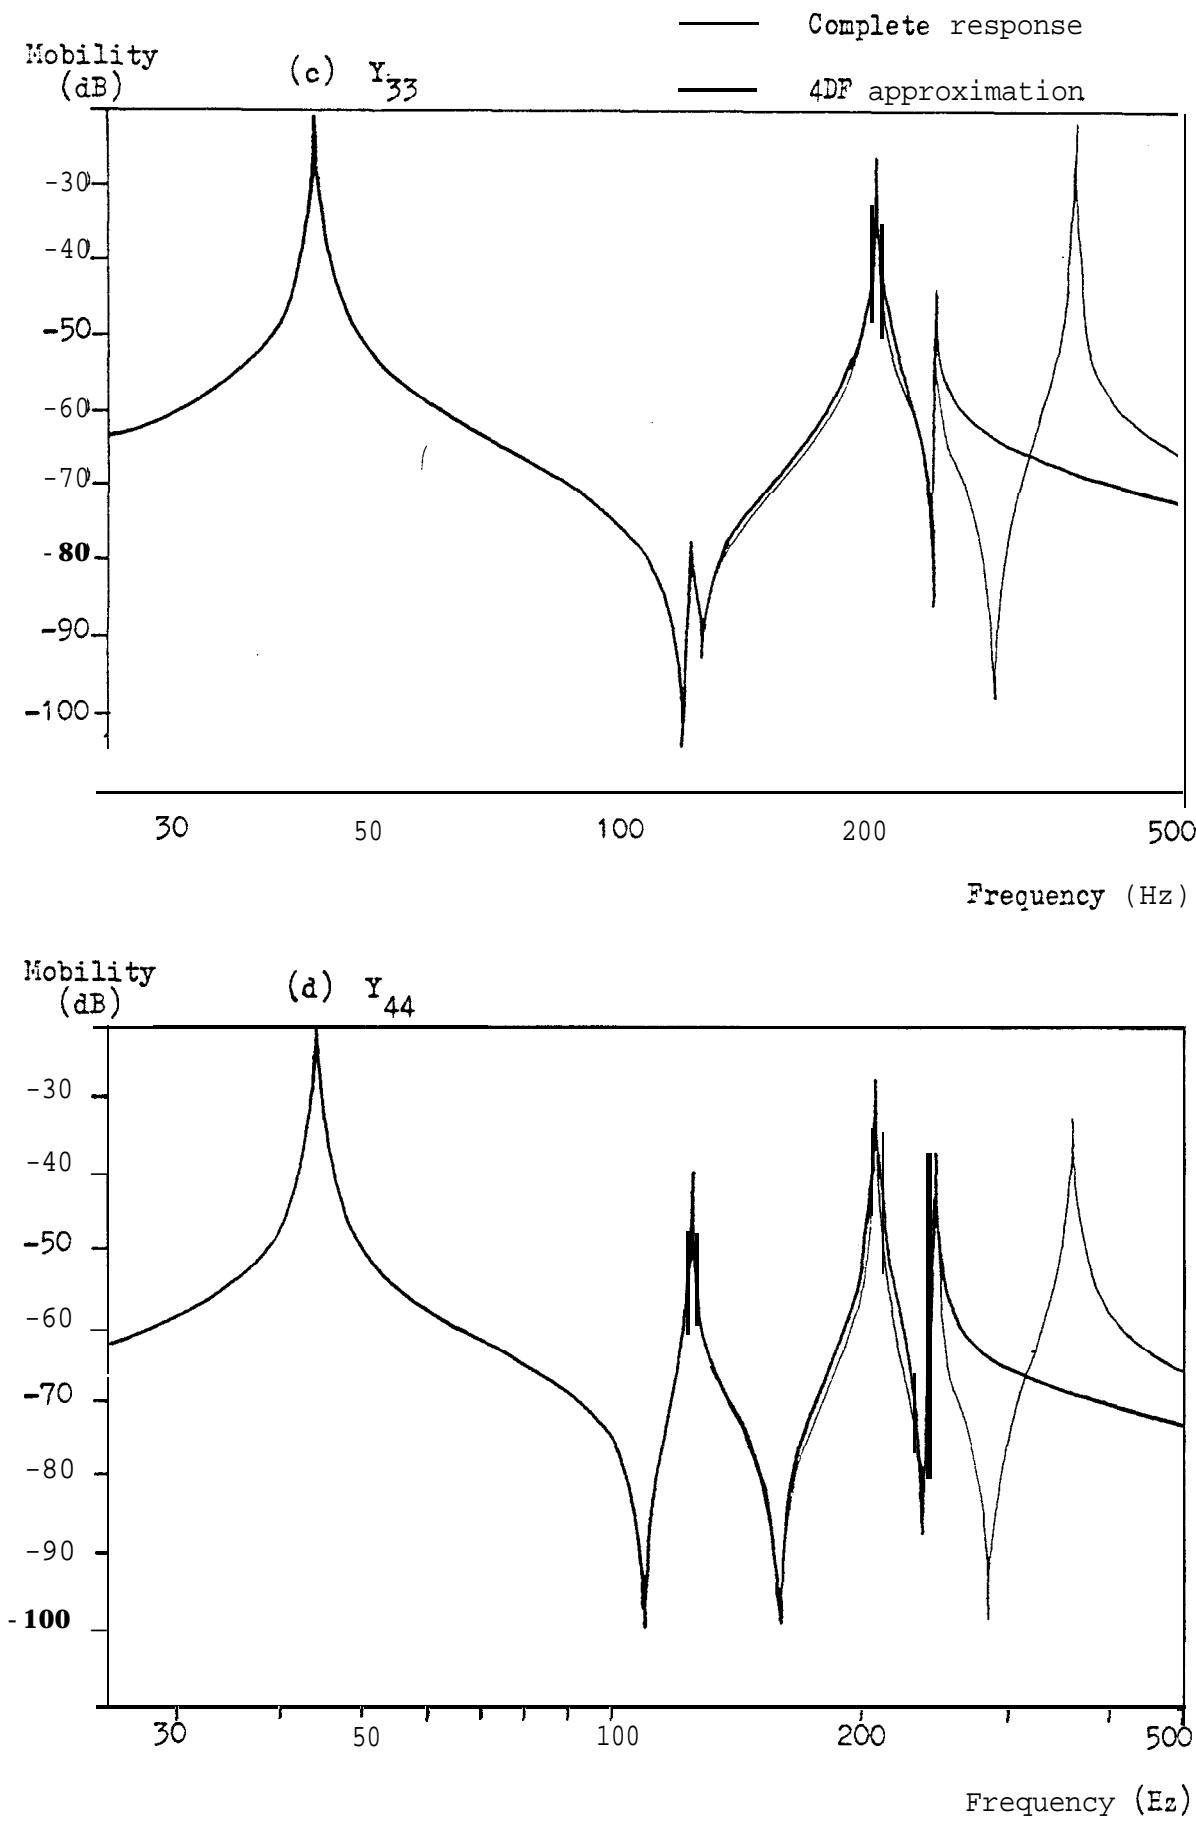 Complete response
Mobility
(dB)
(c) Y33
4DF approximation
-30
-40
-50
-60
-70
-80
-90
-100
30 50 100 200 500
Frequency (Hz)
Mobility
(dB)
(d) Y44
-30
-40
-50
-60
-70
-80
-90
-100
30 50 100 200 500
Frequency (Hz)